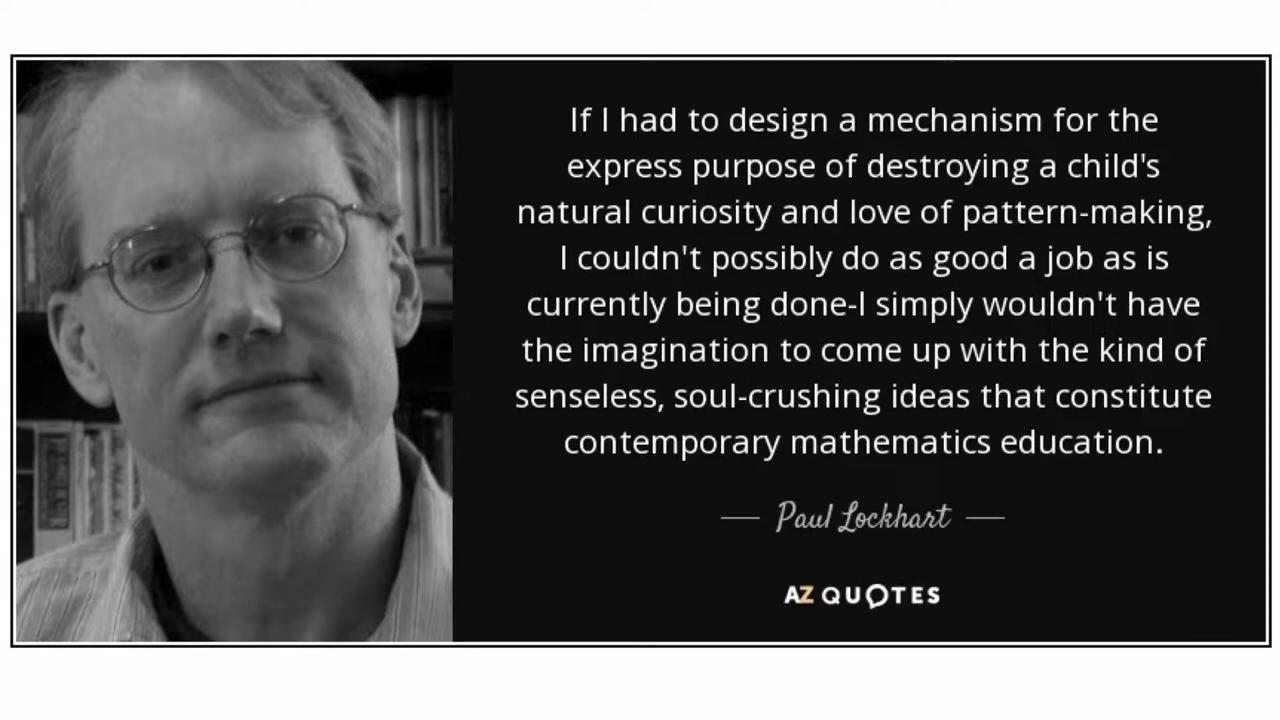 If I had to design a mechanism for the
express purpose of destroying a child's
natural curiosity and love of pattern-making,
I couldn't possibly do as good a job as is
currently being done-I simply wouldn't have
the imagination to come up with the kind of
senseless, soul-crushing ideas that constitute
contemporary mathematics education.
Paul Lockhart
AZ QUOTES